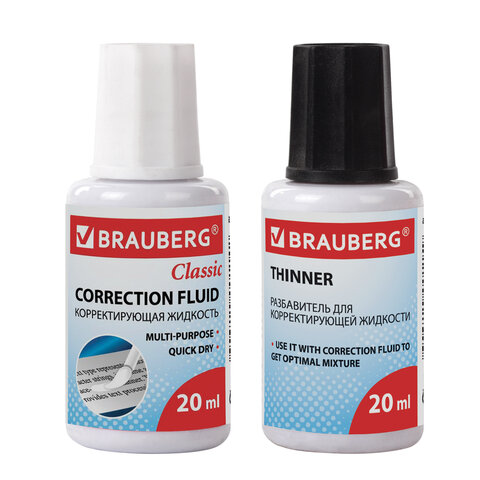 BRAUBERG®
Classic
CORRECTION FLUID
КОРРЕКТИРУЮЩАЯ ЖИДКОСТЬ
MULTI-PURPOSE •
QUICK DRY •
20 ml
BRAUBERG®
THINNER
РАЗБАВИТЕЛЬ ДЛЯ
КОРРЕКТИРУЮЩЕЙ ЖИДКОСТИ
• USE IT WITH CORRECTION FLUID TO
GET OPTIMAL MIXTURE
20 ml